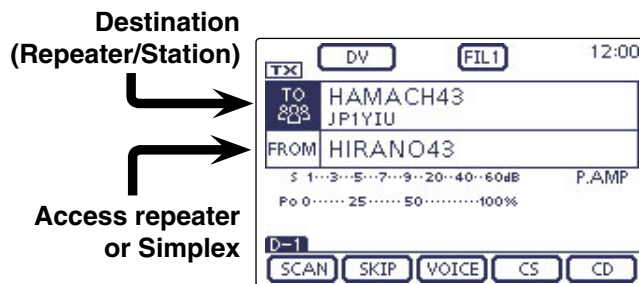 Destination
(Repeater/Station)
Access repeater
or Simplex
DV FIL1 12:00
TX
TO HAMACH43
JP1YIU
FROM HIRANO43
S 1···3···5···7···9··20··40··60dB P.AMP
Po 0······25······50·········100%
D-1
SCAN SKIP VOICE CS CD